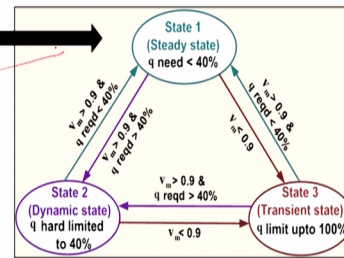 State 1
(Steady state)
q need < 40%
Vm> 0.9 &
q reqd < 40%
Vm> 0.9 &
q reqd > 40%
Vm< 0.9
Vm> 0.9 &
q reqd < 40%
State 2
(Dynamic state)
q hard limited
to 40%
Vm> 0.9 &
q reqd > 40%
Vm< 0.9
State 3
(Transient state)
q limit upto 100%